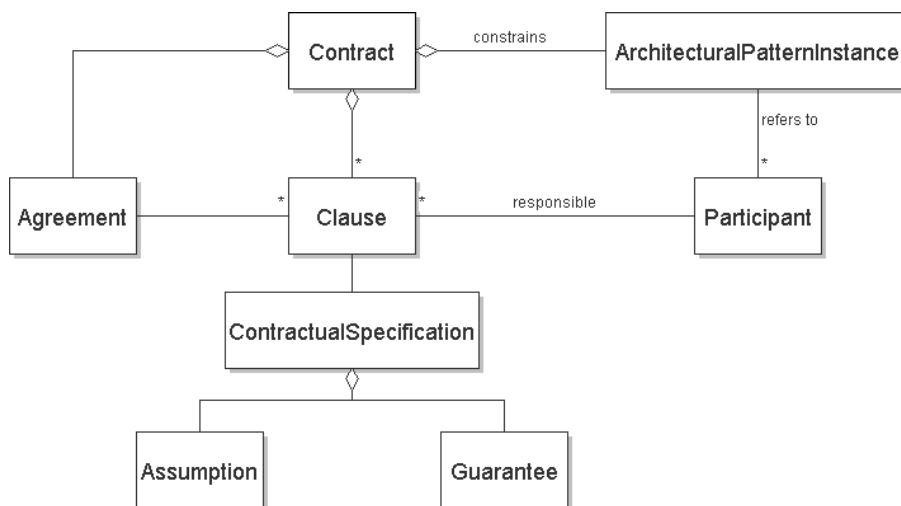 Contract
constrains
ArchitecturalPatternInstance
refers to
*
*
Agreement
*
Clause
*
responsible
Participant
ContractualSpecification
Assumption
Guarantee